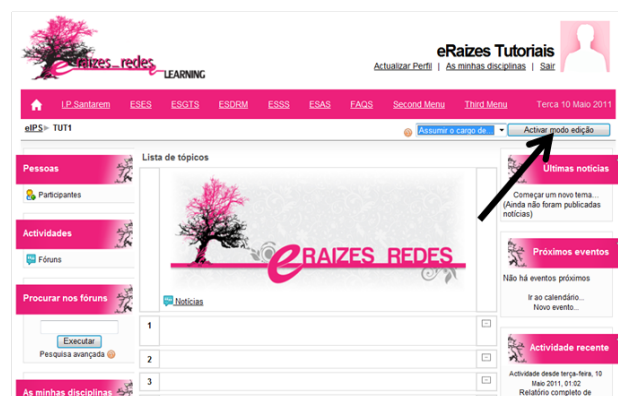 eraizes_redes
LEARNING
eRaizes Tutoriais
Actualizar Perfil | As minhas disciplinas | Sair
I.P.Santarem ESES ESGTS ESDRM ESSS ESAS FAQS Second Menu Third Menu Terca 10 Maio 2011
eIPS ► TUT1
Assumir o cargo de... Activar modo edição
Pessoas
Participantes
Actividades
Fóruns
Procurar nos fóruns
Executar
Pesquisa avançada
As minhas disciplinas
Lista de tópicos
eRAIZES_REDES
Notícias
1
2
3
Últimas notícias
Começar um novo tema...
(Ainda não foram publicadas
notícias)
Próximos eventos
Não há eventos próximos
Ir ao calendário...
Novo evento...
Actividade recente
Actividade desde terça-feira, 10
Maio 2011, 01:02
Relatório completo de